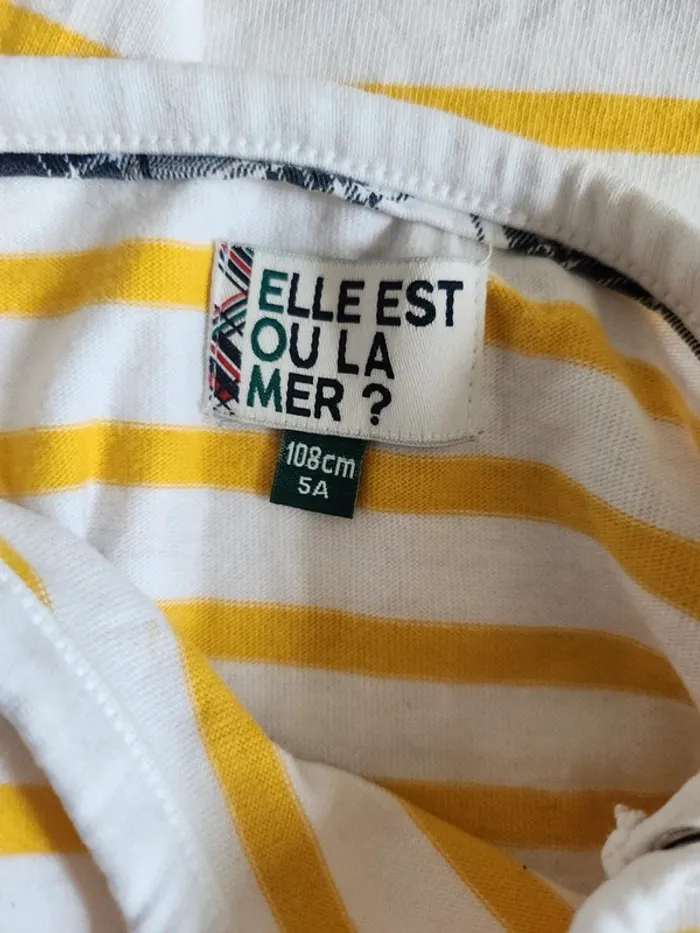 ELLE EST
OU LA
MER ?
108cm
5A